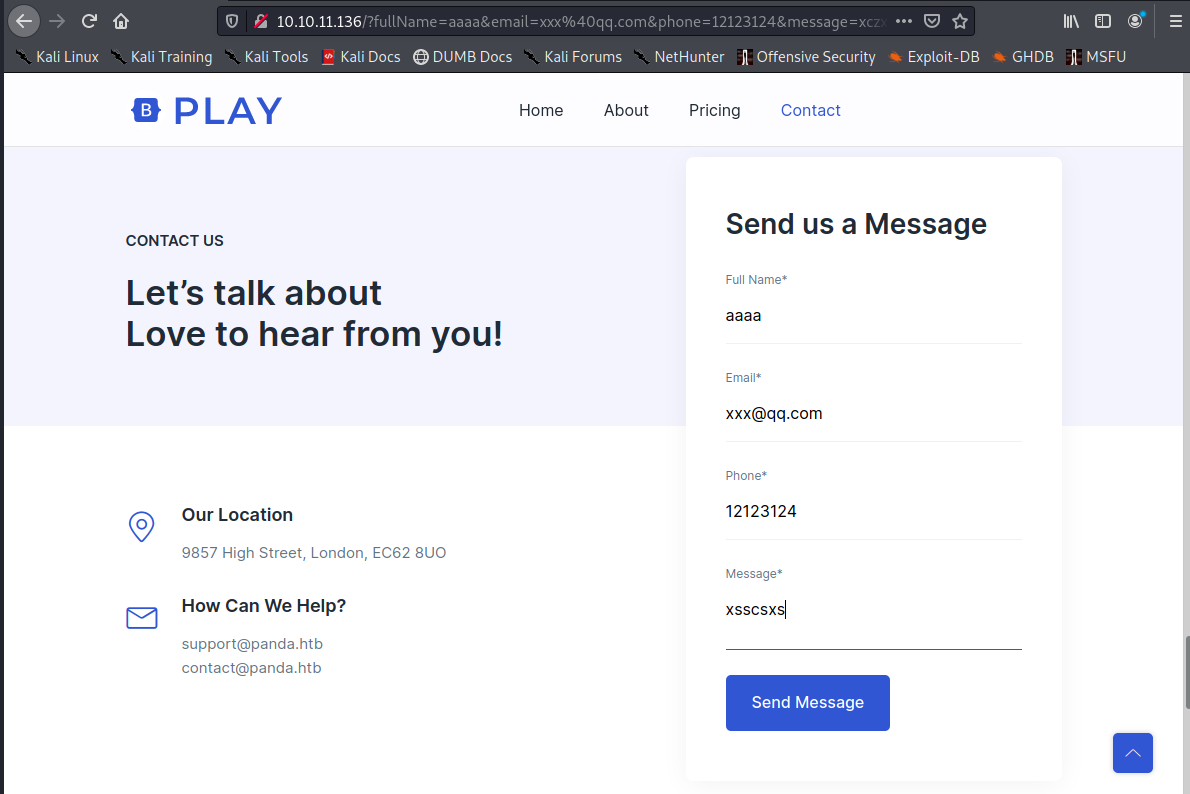 10.10.11.136/?fullName=aaaa&email=xxx%40qq.com&phone=12123124&message=xcz
Kali Linux Kali Training Kali Tools Kali Docs DUMB Docs Kali Forums NetHunter Offensive Security Exploit-DB GHDB MSFU
B PLAY Home About Pricing Contact
Send us a Message
CONTACT US
Let’s talk about
Love to hear from you!
Full Name*
aaaa
Email*
xxx@qq.com
Phone*
12123124
Message*
xsscsxs
Send Message
Our Location
9857 High Street, London, EC62 8UO
How Can We Help?
support@panda.htb
contact@panda.htb